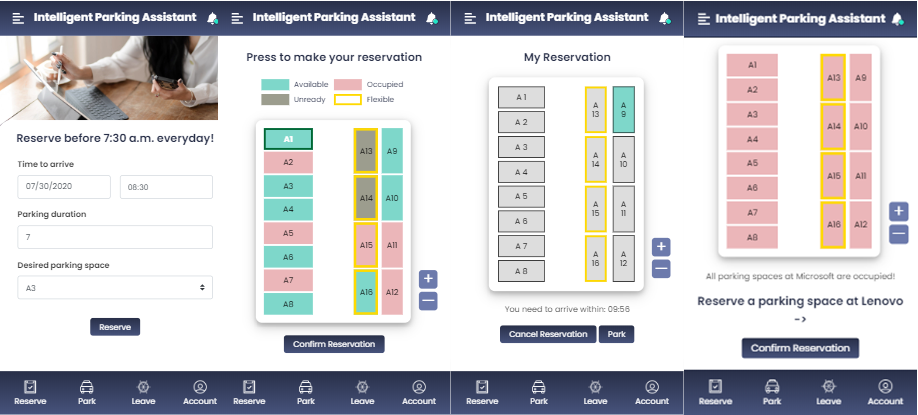 Intelligent Parking Assistant
Reserve before 7:30 a.m. everyday!
Time to arrive
07/30/2020
08:30
Parking duration
7
Desired parking space
A3
Reserve
Reserve
Park
Leave
Account
Intelligent Parking Assistant
Press to make your reservation
Available
Occupied
Unready
Flexible
A1
A2
A3
A4
A5
A6
A7
A8
A13
A14
A15
A16
A9
A10
A11
A12
+
−
Confirm Reservation
Reserve
Park
Leave
Account
Intelligent Parking Assistant
My Reservation
A 1
A 2
A 3
A 4
A 5
A 6
A 7
A 8
A
13
A
14
A
15
A
16
A
9
A
10
A
11
A
12
+
−
You need to arrive within: 09:56
Cancel Reservation
Park
Reserve
Park
Leave
Account
Intelligent Parking Assistant
A1
A2
A3
A4
A5
A6
A7
A8
A13
A14
A15
A16
A9
A10
A11
A12
+
−
All parking spaces at Microsoft are occupied!
Reserve a parking space at Lenovo
->
Confirm Reservation
Reserve
Park
Leave
Account